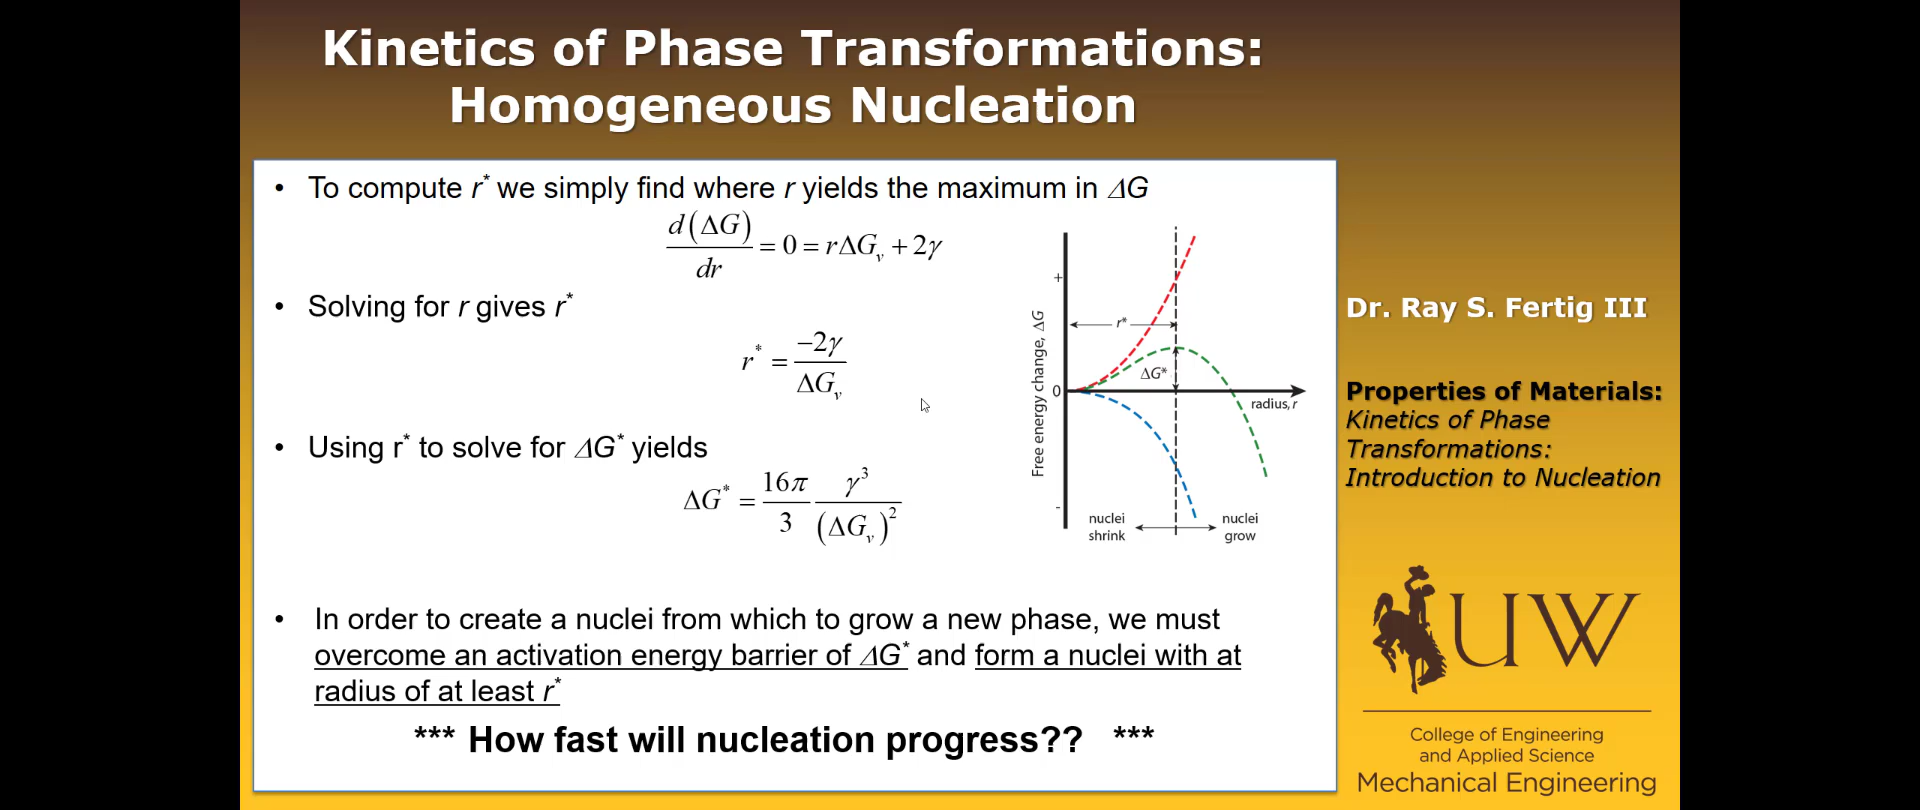 Kinetics of Phase Transformations:
Homogeneous Nucleation
• To compute r* we simply find where r yields the maximum in ΔG
d(ΔG)/dr = 0 = rΔG_v + 2γ
• Solving for r gives r*
r* = −2γ/ΔG_v
• Using r* to solve for ΔG* yields
ΔG* = 16π/3 γ³/(ΔG_v)²
• In order to create a nuclei from which to grow a new phase, we must
overcome an activation energy barrier of ΔG* and form a nuclei with at
radius of at least r*
*** How fast will nucleation progress?? ***
Free energy change, ΔG
+
0
-
r*
ΔG*
radius, r
nuclei
shrink
nuclei
grow
Dr. Ray S. Fertig III
Properties of Materials:
Kinetics of Phase
Transformations:
Introduction to Nucleation
UW
College of Engineering
and Applied Science
Mechanical Engineering